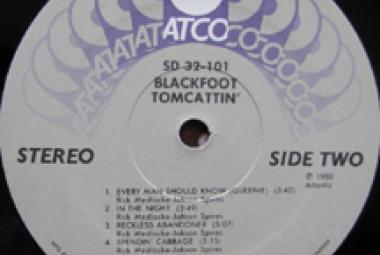 ATCO
SD 32-101
BLACKFOOT
TOMCATTIN'
STEREO
SIDE TWO
℗ 1980
Atlantic
1. EVERY MAN SHOULD KNOW (QUEENIE) (3:42)
Rick Medlocke-Jakson Spires
2. IN THE NIGHT (3:49)
Rick Medlocke-Jakson Spires
3. RECKLESS ABANDONER (5:07)
Rick Medlocke-Jakson Spires
4. SPENDIN' CABBAGE (3:15)
Rick Medlocke-Jakson Spires